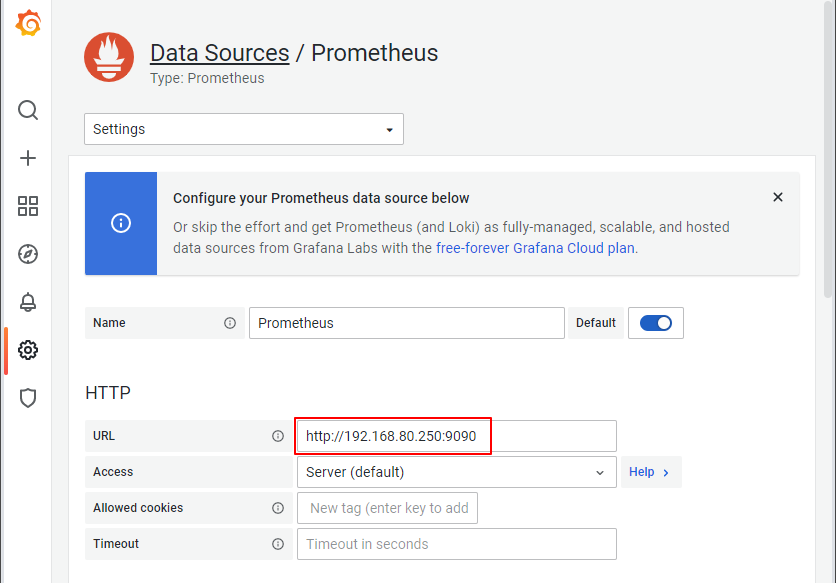 Data Sources / Prometheus
Type: Prometheus
Settings
Configure your Prometheus data source below
Or skip the effort and get Prometheus (and Loki) as fully-managed, scalable, and hosted
data sources from Grafana Labs with the free-forever Grafana Cloud plan.
Name Prometheus Default
HTTP
URL http://192.168.80.250:9090
Access Server (default) Help
Allowed cookies New tag (enter key to add
Timeout Timeout in seconds